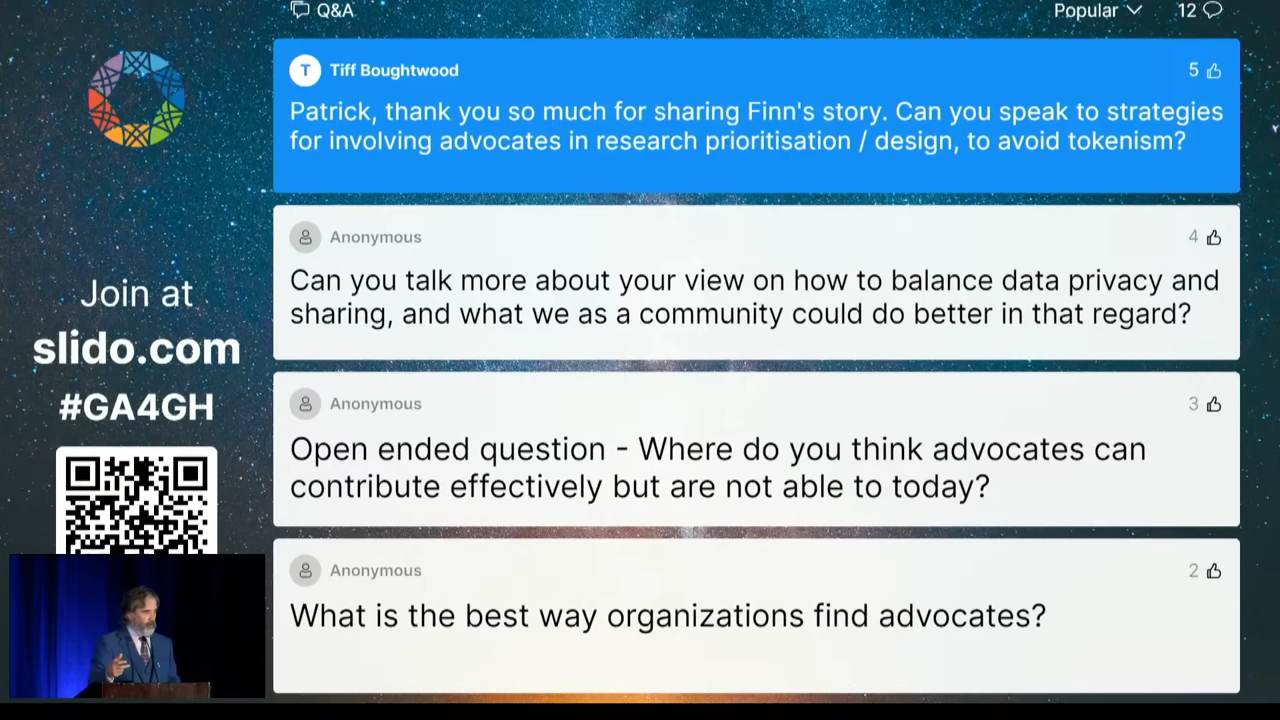 Q&A
Popular
12
T
Tiff Boughtwood
5
Patrick, thank you so much for sharing Finn's story. Can you speak to strategies
for involving advocates in research prioritisation / design, to avoid tokenism?
Anonymous
4
Can you talk more about your view on how to balance data privacy and
sharing, and what we as a community could do better in that regard?
Anonymous
3
Open ended question - Where do you think advocates can
contribute effectively but are not able to today?
Anonymous
2
What is the best way organizations find advocates?
Join at
slido.com
#GA4GH